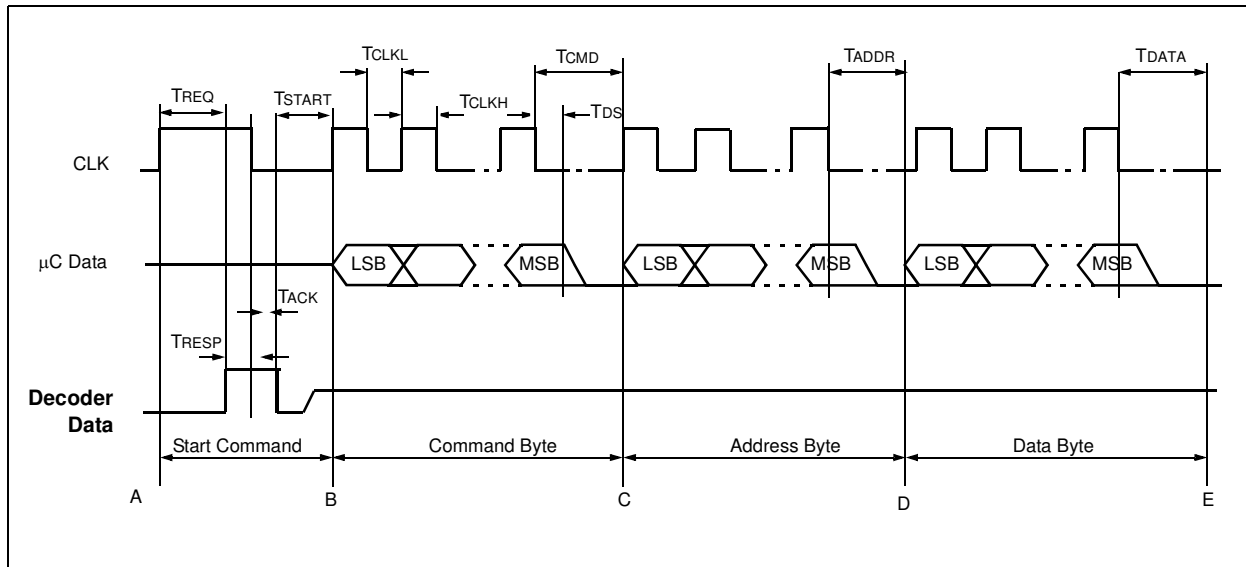 TCLKL
TCMD
TADDR
TDATA
TREQ
TSTART
TCLKH
TDS
CLK
μC Data
LSB
MSB
LSB
MSB
LSB
MSB
TACK
TRESP
Decoder
Data
Start Command
Command Byte
Address Byte
Data Byte
A
B
C
D
E